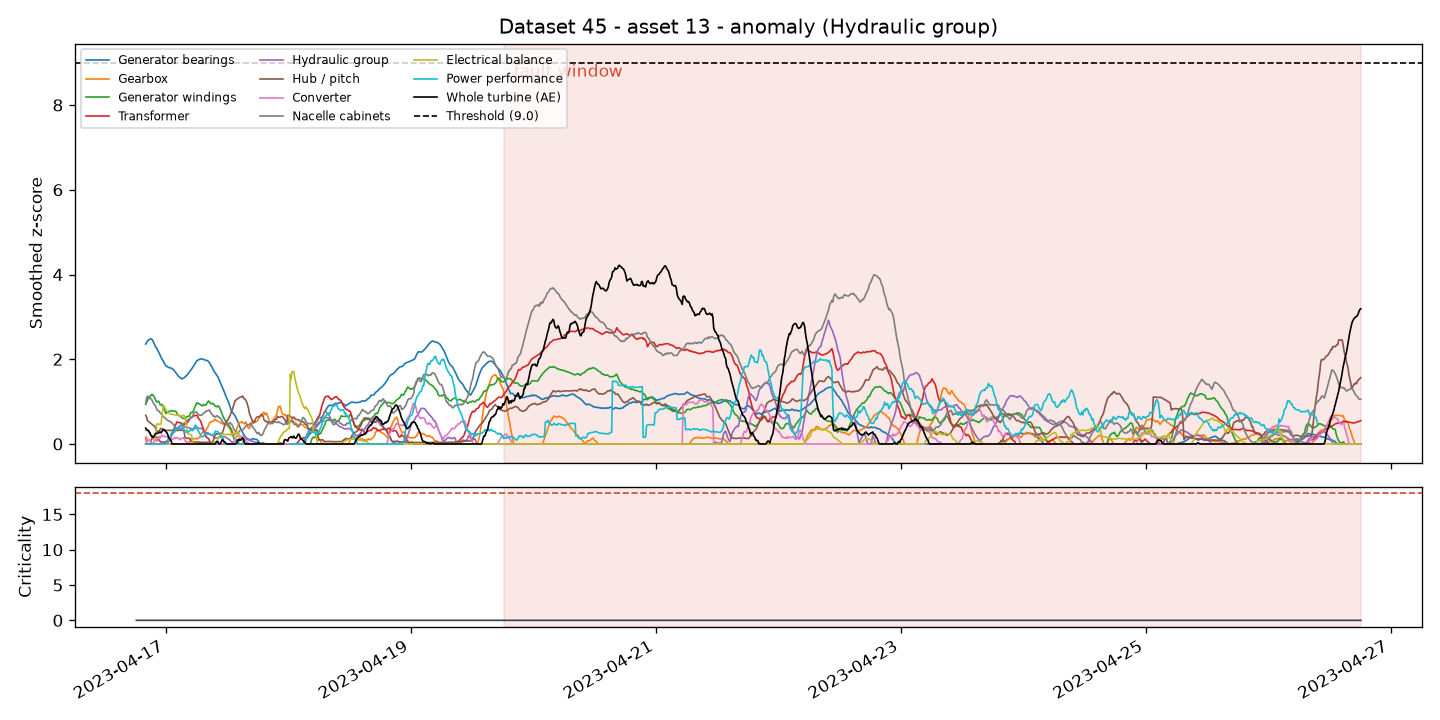 Dataset 45 - asset 13 - anomaly (Hydraulic group)
Generator bearings
Gearbox
Generator windings
Transformer
Hydraulic group
Hub / pitch
Converter
Nacelle cabinets
Electrical balance
Power performance
Whole turbine (AE)
Threshold (9.0)
fault window
Smoothed z-score
8
6
4
2
0
Criticality
15
10
5
0
2023-04-17
2023-04-19
2023-04-21
2023-04-23
2023-04-25
2023-04-27